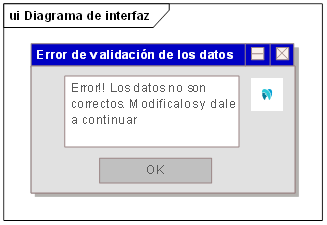 ui Diagrama de interfaz
Error de validación de los datos
Error!! Los datos no son
correctos. Modificalos y dale
a continuar
OK